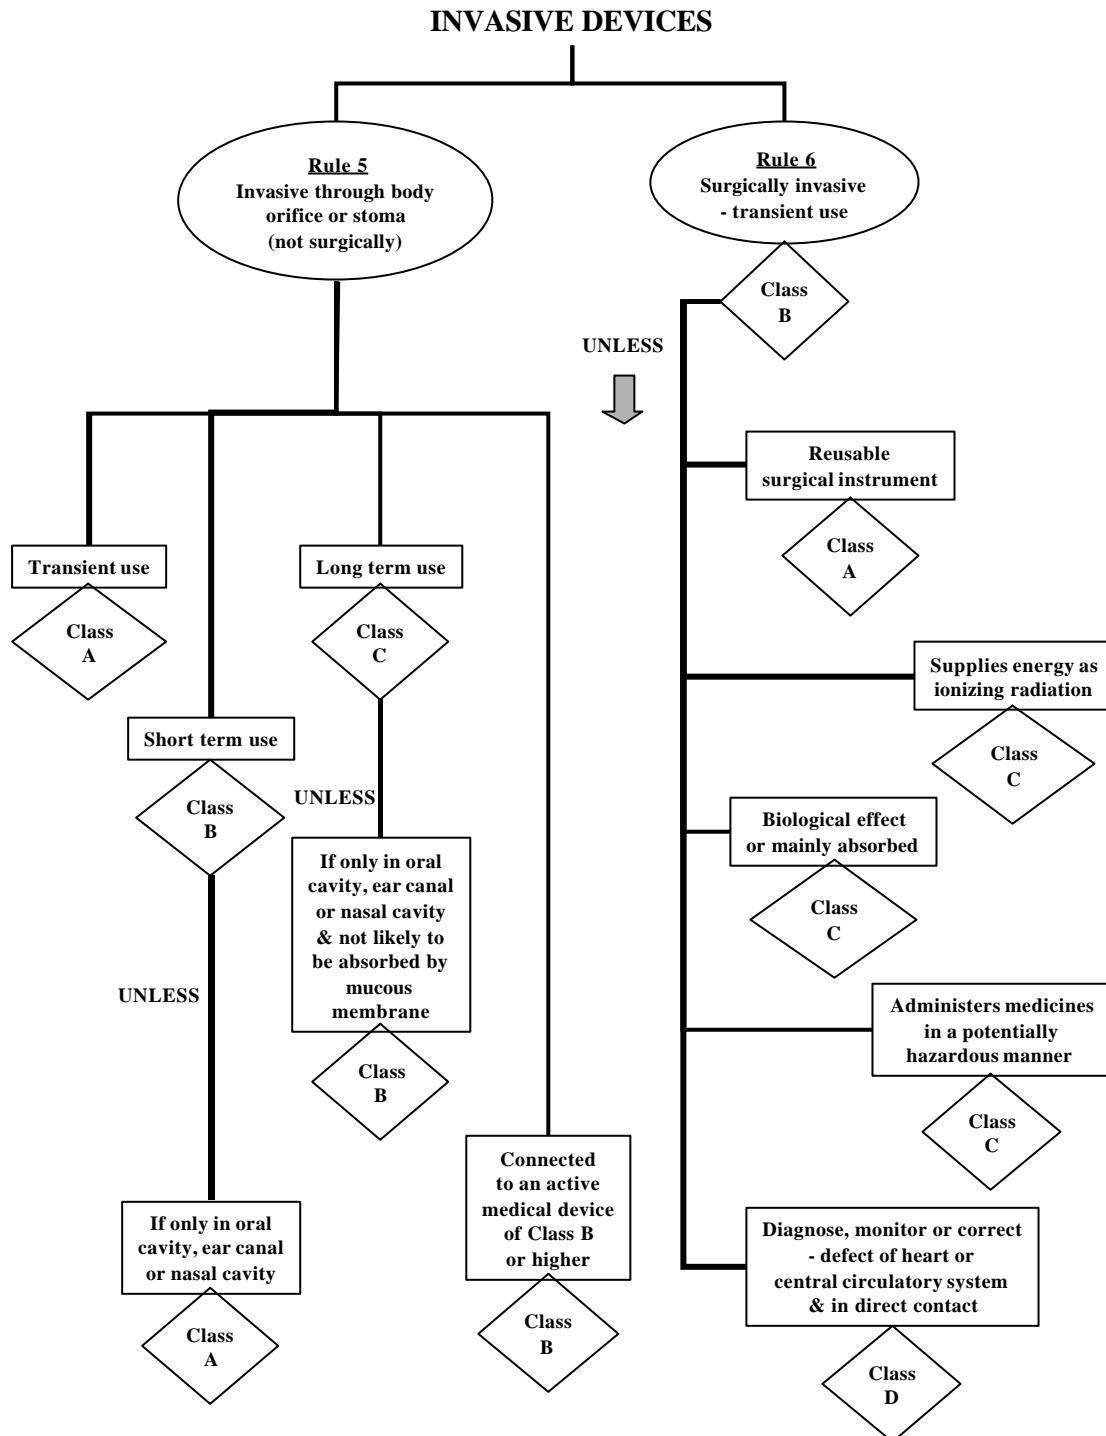 INVASIVE DEVICES
Rule 5
Invasive through body
orifice or stoma
(not surgically)
Rule 6
Surgically invasive
- transient use
Class
B
UNLESS
Reusable
surgical instrument
Class
A
Transient use
Class
A
Long term use
Class
C
Supplies energy as
ionizing radiation
Class
C
Short term use
Class
B
UNLESS
Biological effect
or mainly absorbed
Class
C
If only in oral
cavity, ear canal
or nasal cavity
& not likely to
be absorbed by
mucous
membrane
Class
B
UNLESS
Administers medicines
in a potentially
hazardous manner
Class
C
Connected
to an active
medical device
of Class B
or higher
Class
B
If only in oral
cavity, ear canal
or nasal cavity
Class
A
Diagnose, monitor or correct
- defect of heart or
central circulatory system
& in direct contact
Class
D